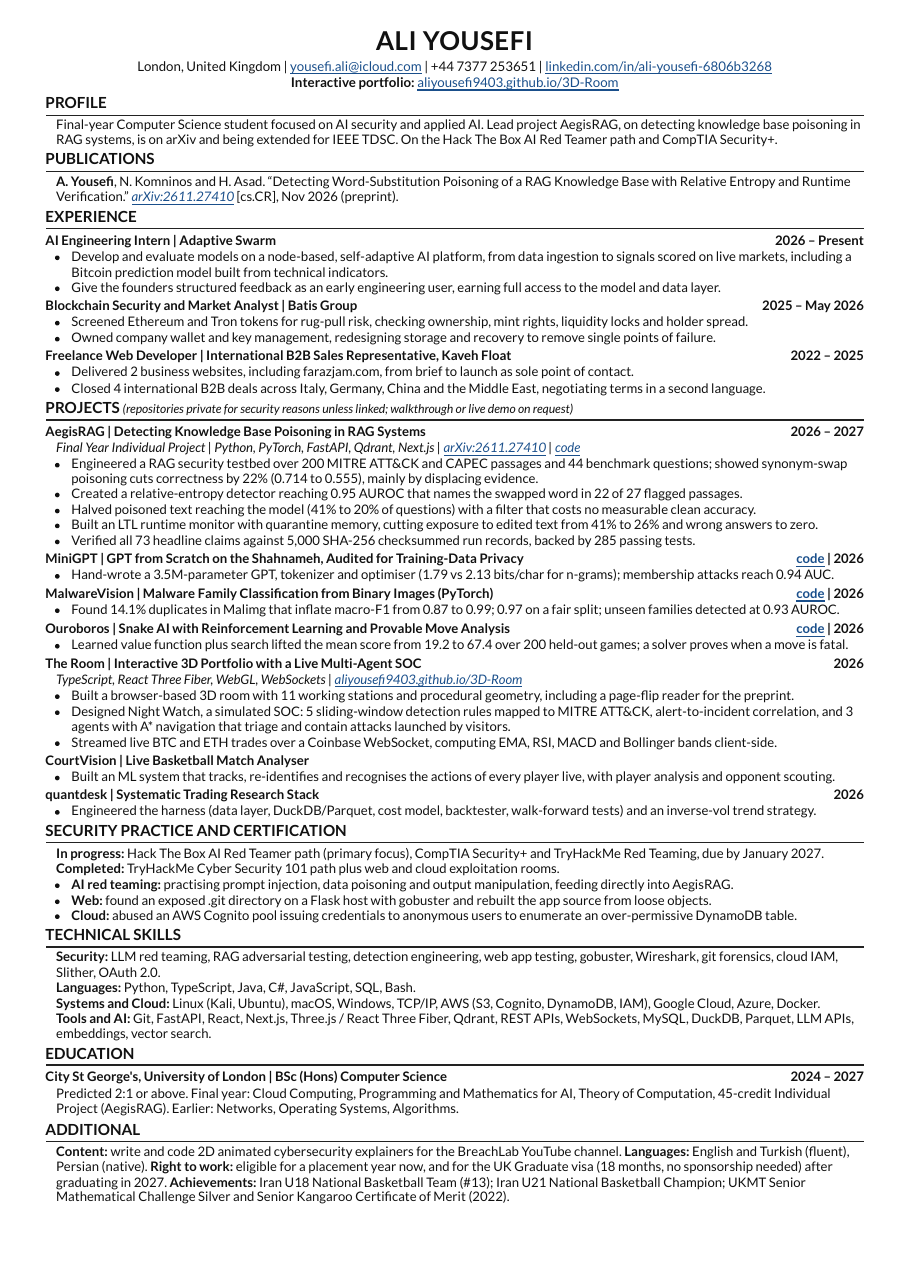 ALI YOUSEFI
London, United Kingdom | yousefi.ali@icloud.com | +44 7377 253651 | linkedin.com/in/ali-yousefi-6806b3268
Interactive portfolio: aliyousefi9403.github.io/3D-Room
PROFILE
Final-year Computer Science student focused on AI security and applied AI. Lead project AegisRAG, on detecting knowledge base poisoning in
RAG systems, is on arXiv and being extended for IEEE TDSC. On the Hack The Box AI Red Teamer path and CompTIA Security+.
PUBLICATIONS
A. Yousefi, N. Komninos and H. Asad. “Detecting Word-Substitution Poisoning of a RAG Knowledge Base with Relative Entropy and Runtime
Verification.” arXiv:2611.27410 [cs.CR], Nov 2026 (preprint).
EXPERIENCE
AI Engineering Intern | Adaptive Swarm 2026 – Present
• Develop and evaluate models on a node-based, self-adaptive AI platform, from data ingestion to signals scored on live markets, including a
Bitcoin prediction model built from technical indicators.
• Give the founders structured feedback as an early engineering user, earning full access to the model and data layer.
Blockchain Security and Market Analyst | Batis Group 2025 – May 2026
• Screened Ethereum and Tron tokens for rug-pull risk, checking ownership, mint rights, liquidity locks and holder spread.
• Owned company wallet and key management, redesigning storage and recovery to remove single points of failure.
Freelance Web Developer | International B2B Sales Representative, Kaveh Float 2022 – 2025
• Delivered 2 business websites, including farazjam.com, from brief to launch as sole point of contact.
• Closed 4 international B2B deals across Italy, Germany, China and the Middle East, negotiating terms in a second language.
PROJECTS (repositories private for security reasons unless linked; walkthrough or live demo on request)
AegisRAG | Detecting Knowledge Base Poisoning in RAG Systems 2026 – 2027
Final Year Individual Project | Python, PyTorch, FastAPI, Qdrant, Next.js | arXiv:2611.27410 | code
• Engineered a RAG security testbed over 200 MITRE ATT&CK and CAPEC passages and 44 benchmark questions; showed synonym-swap
poisoning cuts correctness by 22% (0.714 to 0.555), mainly by displacing evidence.
• Created a relative-entropy detector reaching 0.95 AUROC that names the swapped word in 22 of 27 flagged passages.
• Halved poisoned text reaching the model (41% to 20% of questions) with a filter that costs no measurable clean accuracy.
• Built an LTL runtime monitor with quarantine memory, cutting exposure to edited text from 41% to 26% and wrong answers to zero.
• Verified all 73 headline claims against 5,000 SHA-256 checksummed run records, backed by 285 passing tests.
MiniGPT | GPT from Scratch on the Shahnameh, Audited for Training-Data Privacy code | 2026
• Hand-wrote a 3.5M-parameter GPT, tokenizer and optimiser (1.79 vs 2.13 bits/char for n-grams); membership attacks reach 0.94 AUC.
MalwareVision | Malware Family Classification from Binary Images (PyTorch) code | 2026
• Found 14.1% duplicates in Malimg that inflate macro-F1 from 0.87 to 0.99; 0.97 on a fair split; unseen families detected at 0.93 AUROC.
Ouroboros | Snake AI with Reinforcement Learning and Provable Move Analysis code | 2026
• Learned value function plus search lifted the mean score from 19.2 to 67.4 over 200 held-out games; a solver proves when a move is fatal.
The Room | Interactive 3D Portfolio with a Live Multi-Agent SOC 2026
TypeScript, React Three Fiber, WebGL, WebSockets | aliyousefi9403.github.io/3D-Room
• Built a browser-based 3D room with 11 working stations and procedural geometry, including a page-flip reader for the preprint.
• Designed Night Watch, a simulated SOC: 5 sliding-window detection rules mapped to MITRE ATT&CK, alert-to-incident correlation, and 3
agents with A* navigation that triage and contain attacks launched by visitors.
• Streamed live BTC and ETH trades over a Coinbase WebSocket, computing EMA, RSI, MACD and Bollinger bands client-side.
CourtVision | Live Basketball Match Analyser
• Built an ML system that tracks, re-identifies and recognises the actions of every player live, with player analysis and opponent scouting.
quantdesk | Systematic Trading Research Stack 2026
• Engineered the harness (data layer, DuckDB/Parquet, cost model, backtester, walk-forward tests) and an inverse-vol trend strategy.
SECURITY PRACTICE AND CERTIFICATION
In progress: Hack The Box AI Red Teamer path (primary focus), CompTIA Security+ and TryHackMe Red Teaming, due by January 2027.
Completed: TryHackMe Cyber Security 101 path plus web and cloud exploitation rooms.
• AI red teaming: practising prompt injection, data poisoning and output manipulation, feeding directly into AegisRAG.
• Web: found an exposed .git directory on a Flask host with gobuster and rebuilt the app source from loose objects.
• Cloud: abused an AWS Cognito pool issuing credentials to anonymous users to enumerate an over-permissive DynamoDB table.
TECHNICAL SKILLS
Security: LLM red teaming, RAG adversarial testing, detection engineering, web app testing, gobuster, Wireshark, git forensics, cloud IAM,
Slither, OAuth 2.0.
Languages: Python, TypeScript, Java, C#, JavaScript, SQL, Bash.
Systems and Cloud: Linux (Kali, Ubuntu), macOS, Windows, TCP/IP, AWS (S3, Cognito, DynamoDB, IAM), Google Cloud, Azure, Docker.
Tools and AI: Git, FastAPI, React, Next.js, Three.js / React Three Fiber, Qdrant, REST APIs, WebSockets, MySQL, DuckDB, Parquet, LLM APIs,
embeddings, vector search.
EDUCATION
City St George's, University of London | BSc (Hons) Computer Science 2024 – 2027
Predicted 2:1 or above. Final year: Cloud Computing, Programming and Mathematics for AI, Theory of Computation, 45-credit Individual
Project (AegisRAG). Earlier: Networks, Operating Systems, Algorithms.
ADDITIONAL
Content: write and code 2D animated cybersecurity explainers for the BreachLab YouTube channel. Languages: English and Turkish (fluent),
Persian (native). Right to work: eligible for a placement year now, and for the UK Graduate visa (18 months, no sponsorship needed) after
graduating in 2027. Achievements: Iran U18 National Basketball Team (#13); Iran U21 National Basketball Champion; UKMT Senior
Mathematical Challenge Silver and Senior Kangaroo Certificate of Merit (2022).